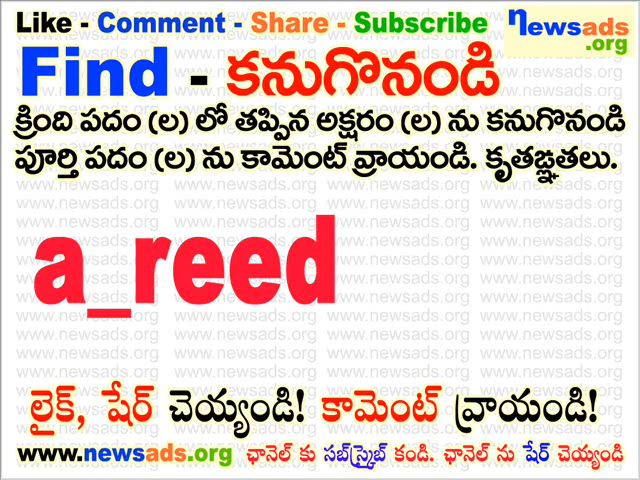 Like - Comment - Share - Subscribe
newsads
.org
Find - కనుగొనండి
క్రింది పదం (ల) లో తప్పిన అక్షరం (ల) ను కనుగొనండి
పూర్తి పదం (ల) ను కామెంట్ వ్రాయండి. కృతఙ్ఞతలు.
a_reed
లైక్, షేర్ చెయ్యండి! కామెంట్ వ్రాయండి!
www.newsads.org ఛానెల్ కు సబ్‌స్క్రైబ్ కండి. ఛానెల్ ను షేర్ చెయ్యండి